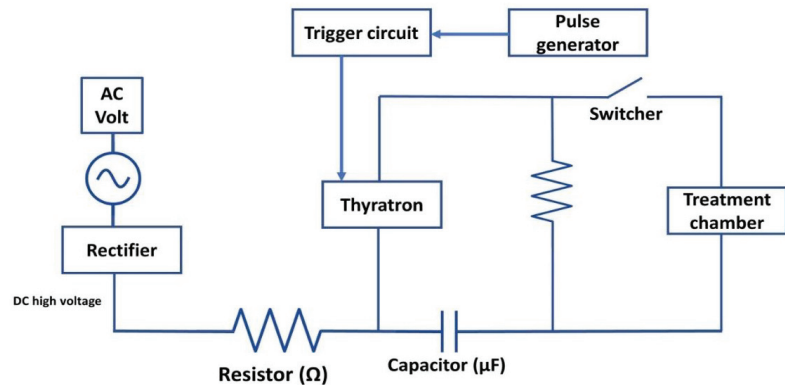 Trigger circuit
Pulse
generator
AC
Volt
Switcher
Thyratron
Treatment
chamber
Rectifier
DC high voltage
Resistor (Ω)
Capacitor (μF)